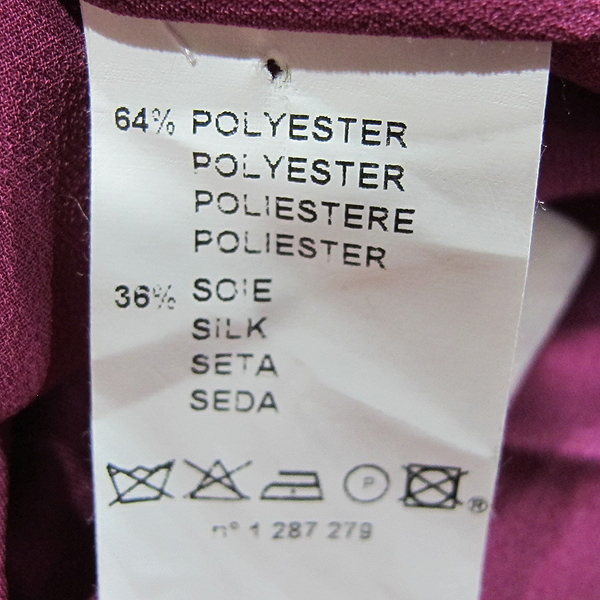 64% POLYESTER
POLYESTER
POLIESTERE
POLIESTER
36% SOIE
SILK
SETA
SEDA
P
®
n° 1 287 279